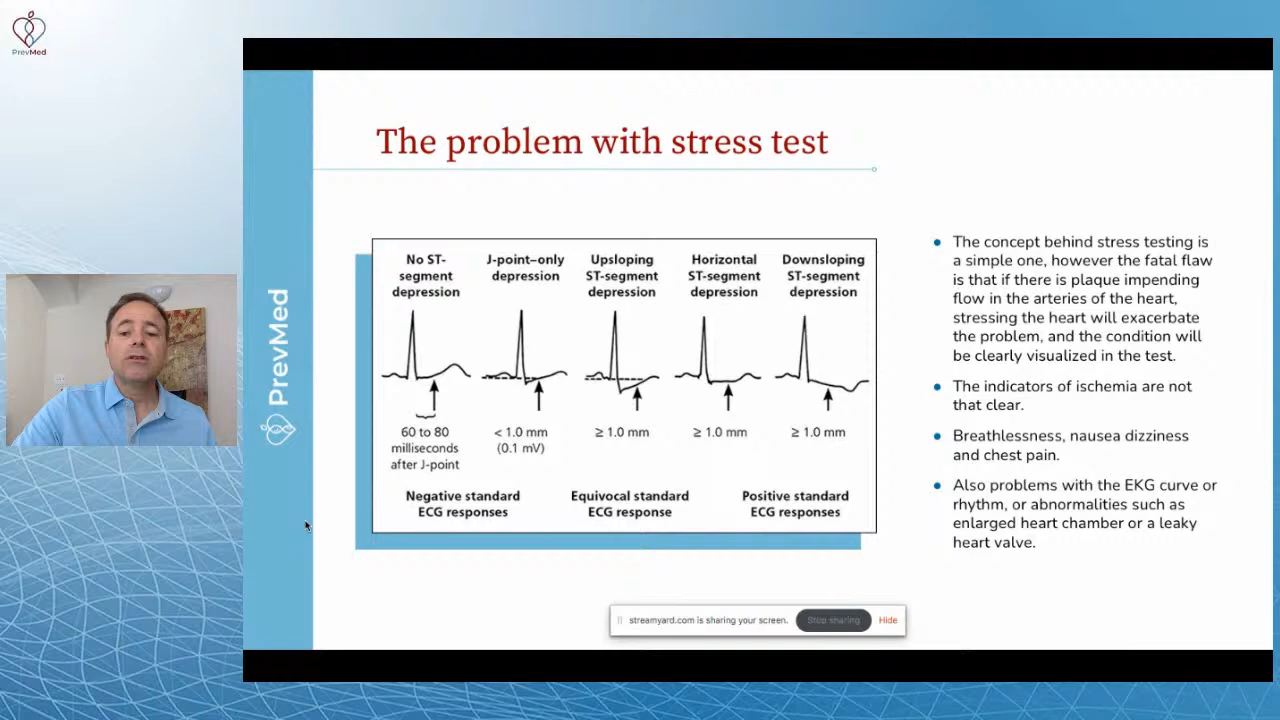 PrevMed
The problem with stress test
PrevMed
No ST-
segment
depression
J-point–only
depression
Upsloping
ST-segment
depression
Horizontal
ST-segment
depression
Downsloping
ST-segment
depression
60 to 80
milliseconds
after J-point
< 1.0 mm
(0.1 mV)
≥ 1.0 mm
≥ 1.0 mm
≥ 1.0 mm
Negative standard
ECG responses
Equivocal standard
ECG response
Positive standard
ECG responses
The concept behind stress testing is
a simple one, however the fatal flaw
is that if there is plaque impending
flow in the arteries of the heart,
stressing the heart will exacerbate
the problem, and the condition will
be clearly visualized in the test.
The indicators of ischemia are not
that clear.
Breathlessness, nausea dizziness
and chest pain.
Also problems with the EKG curve or
rhythm, or abnormalities such as
enlarged heart chamber or a leaky
heart valve.
streamyard.com is sharing your screen.
Stop sharing
Hide